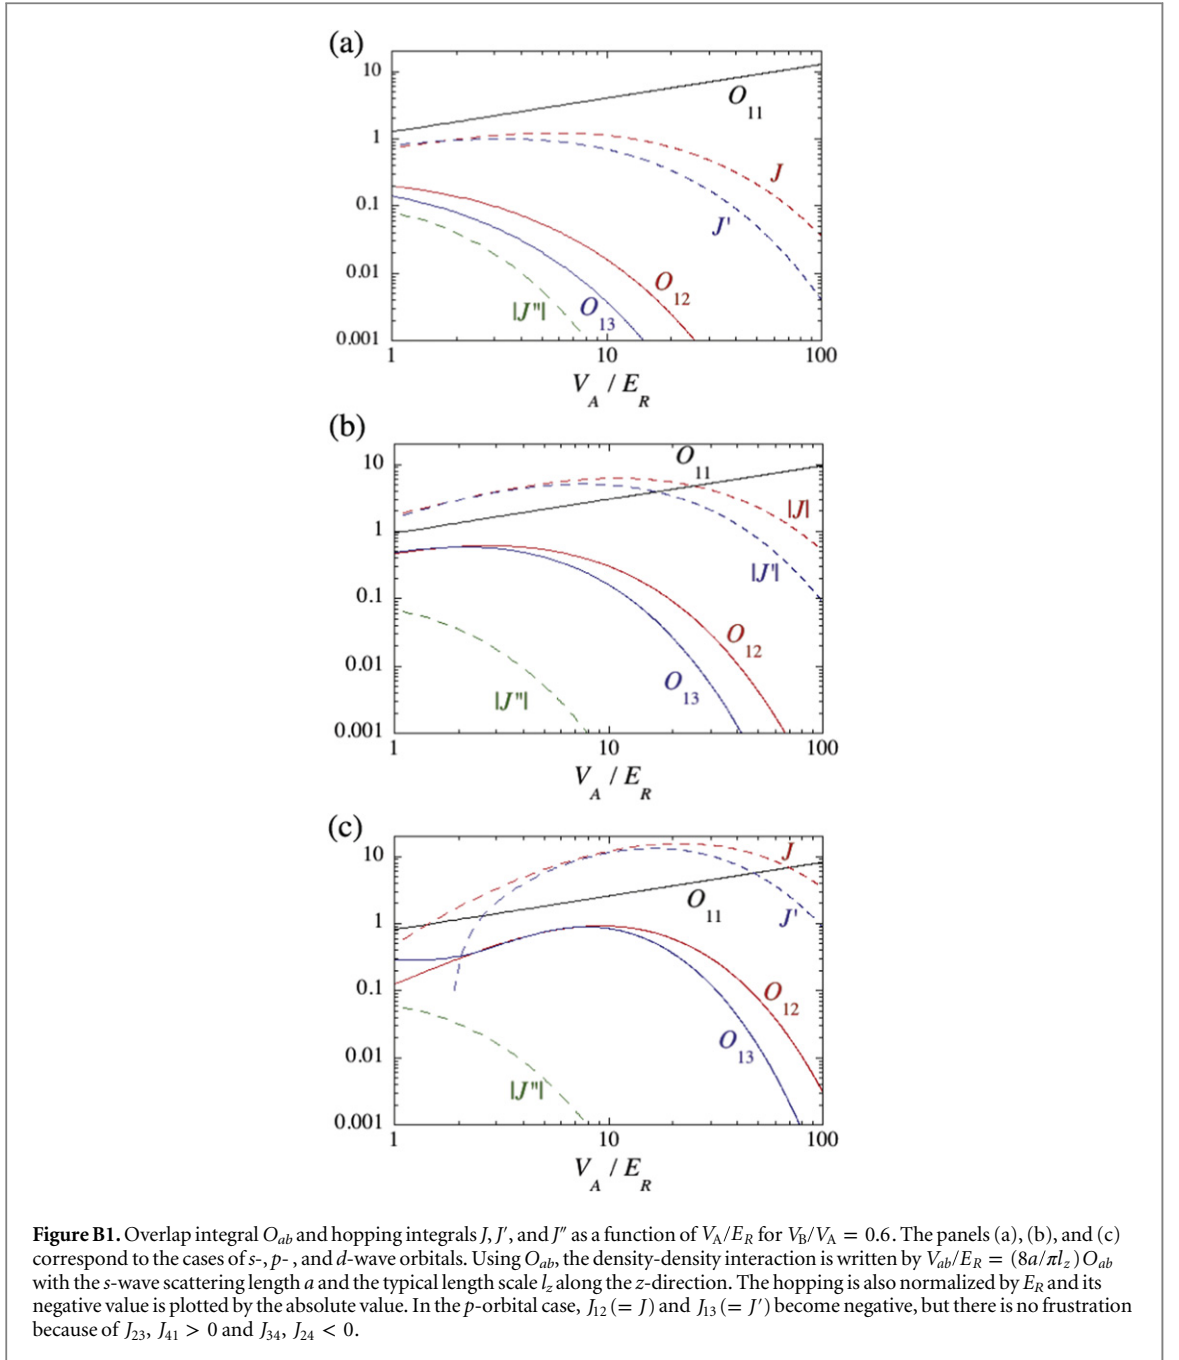 (a)
10
1
0.1
0.01
0.001
O11
J
J'
O12
O13
|J"|
1 10 100
VA / ER
(b)
10
1
0.1
0.01
0.001
O11
|J|
|J'|
O12
O13
|J"|
1 10 100
VA / ER
(c)
10
1
0.1
0.01
0.001
J
O11
J'
O12
O13
|J"|
1 10 100
VA / ER
Figure B1. Overlap integral Oab and hopping integrals J, J′, and J″ as a function of VA/ER for VB/VA = 0.6. The panels (a), (b), and (c)
correspond to the cases of s-, p- , and d-wave orbitals. Using Oab, the density-density interaction is written by Vab/ER = (8a/πlz) Oab
with the s-wave scattering length a and the typical length scale lz along the z-direction. The hopping is also normalized by ER and its
negative value is plotted by the absolute value. In the p-orbital case, J12 (= J) and J13 (= J′) become negative, but there is no frustration
because of J23, J41 > 0 and J34, J24 < 0.